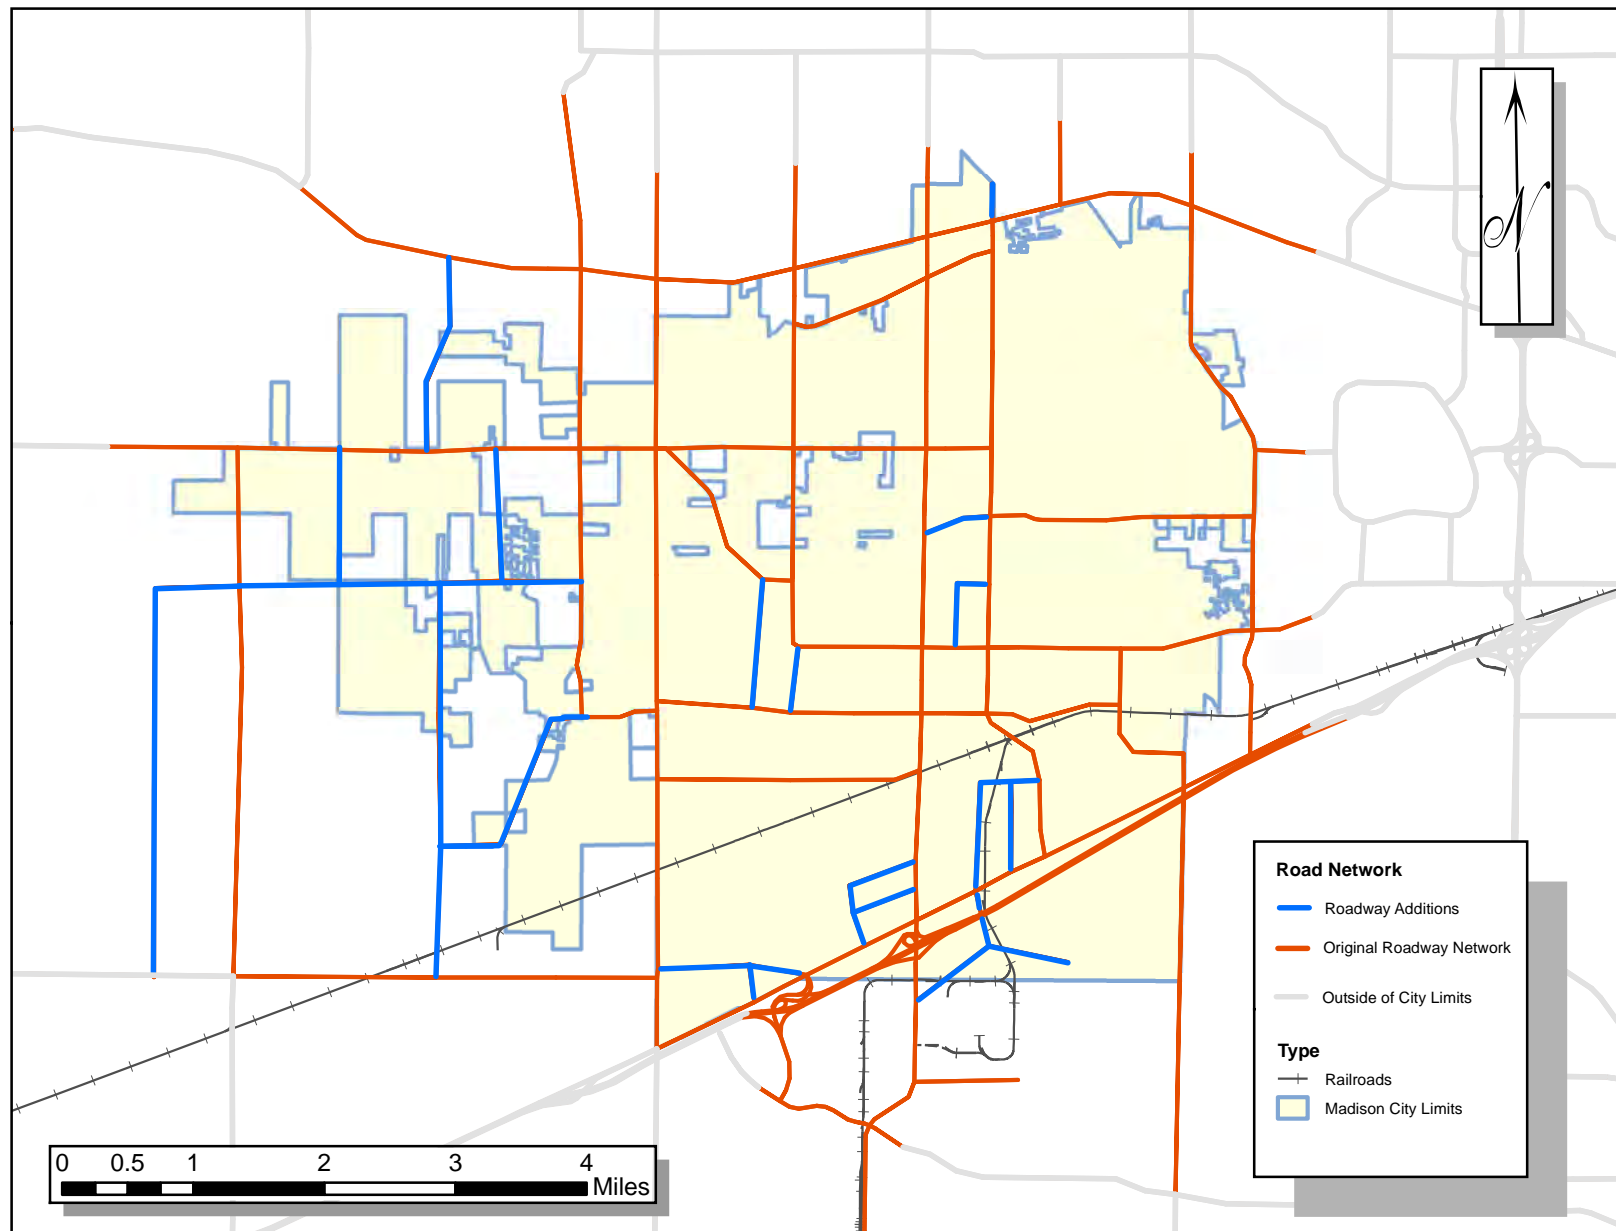 N
Road Network
Roadway Additions
Original Roadway Network
Outside of City Limits
Type
Railroads
Madison City Limits
0 0.5 1 2 3 4
Miles